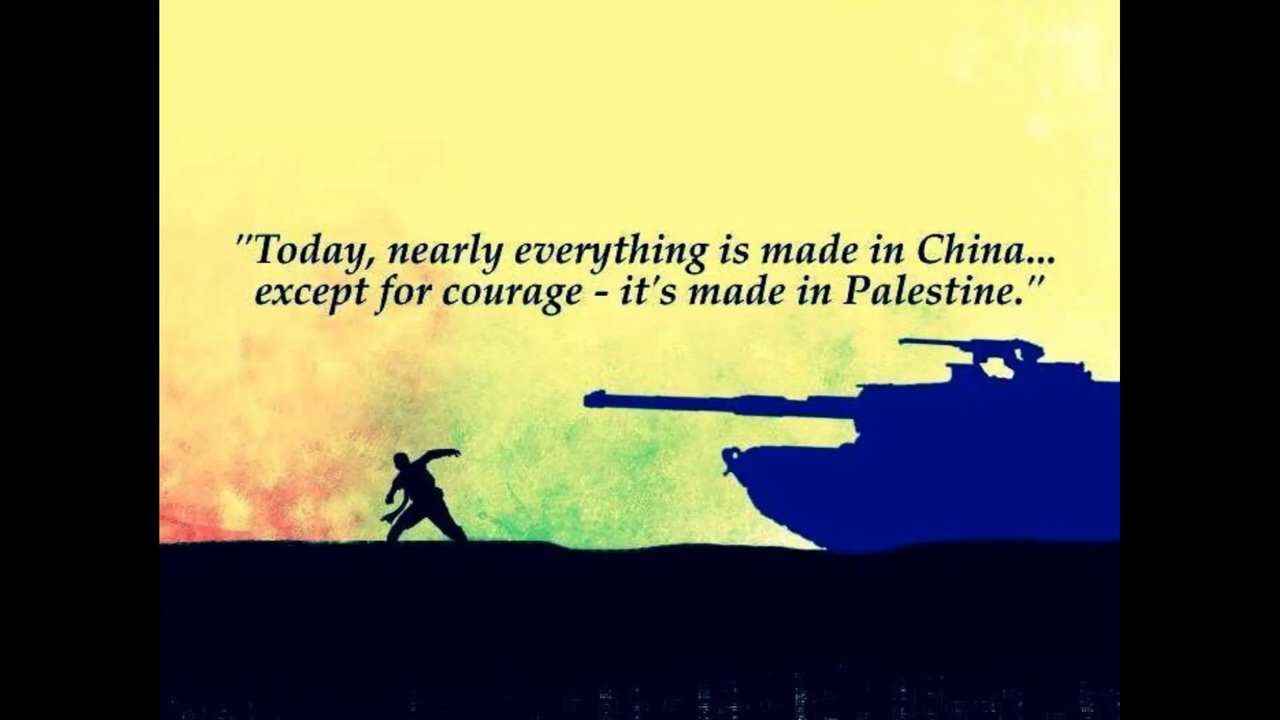 "Today, nearly everything is made in China...
except for courage - it's made in Palestine."